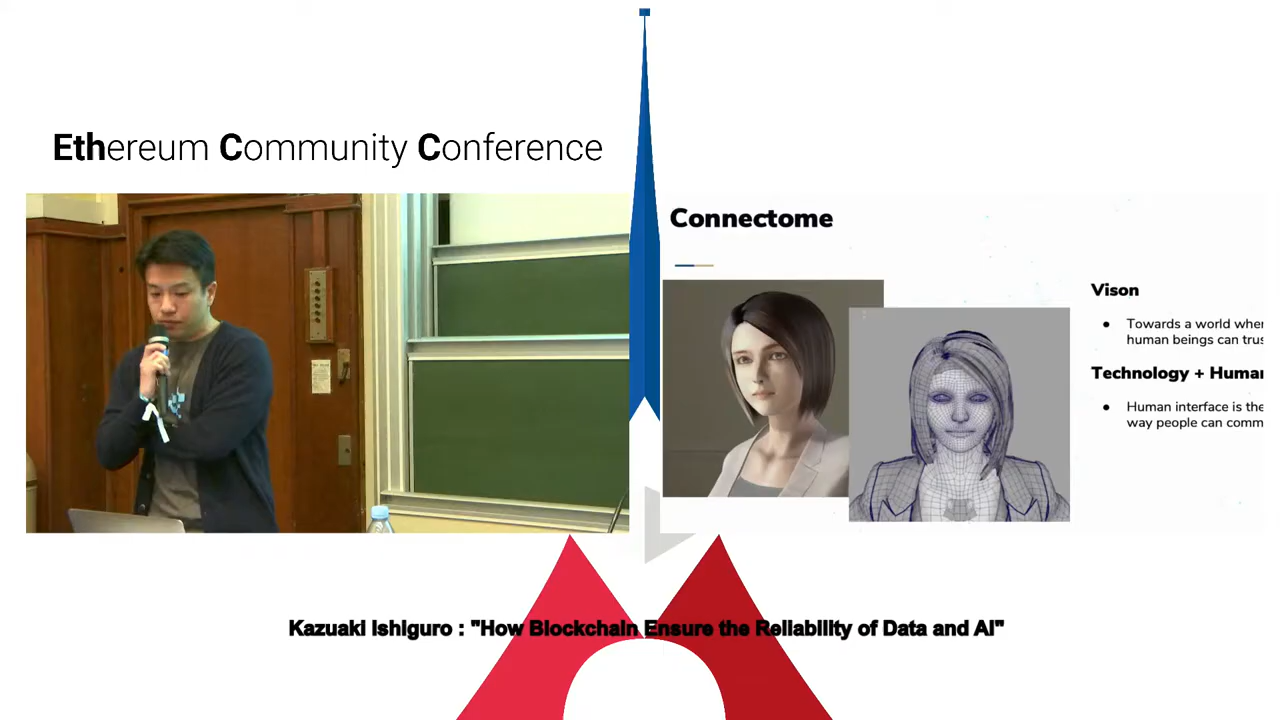 Ethereum Community Conference
Connectome
Vison
● Towards a world wher
human beings can trus
Technology + Human
● Human interface is the
way people can comm
Kazuaki Ishiguro : "How Blockchain Ensure the Reliability of Data and AI"